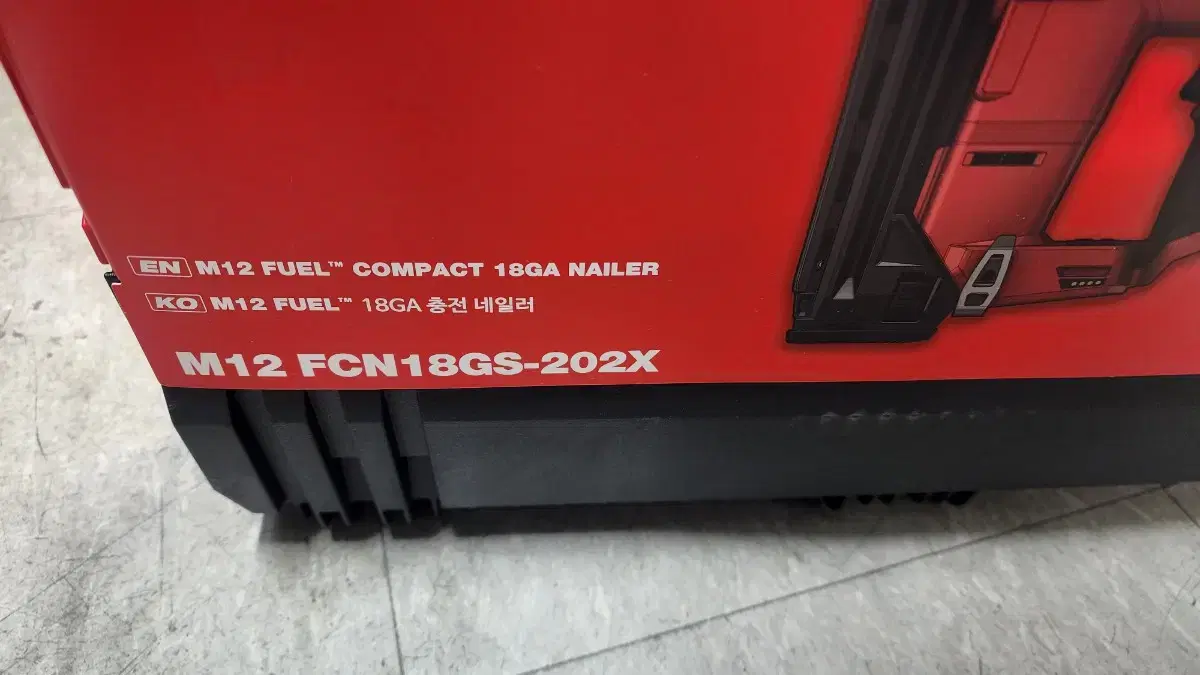 EN M12 FUEL™ COMPACT 18GA NAILER
KO M12 FUEL™ 18GA 충전 네일러
M12 FCN18GS-202X